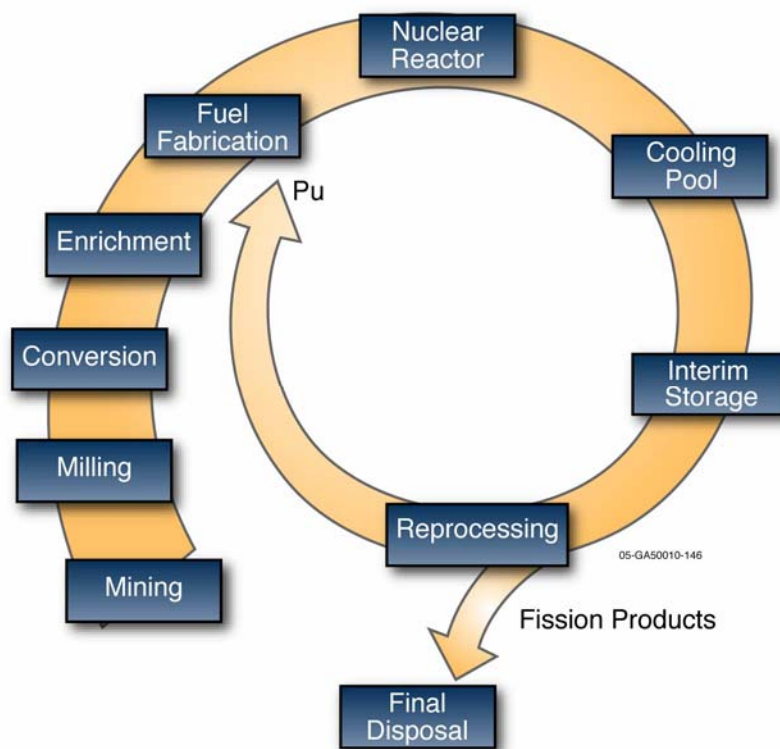 Nuclear
Reactor
Fuel
Fabrication
Cooling
Pool
Pu
Enrichment
Conversion
Interim
Storage
Milling
Reprocessing
05-GA50010-146
Mining
Fission Products
Final
Disposal